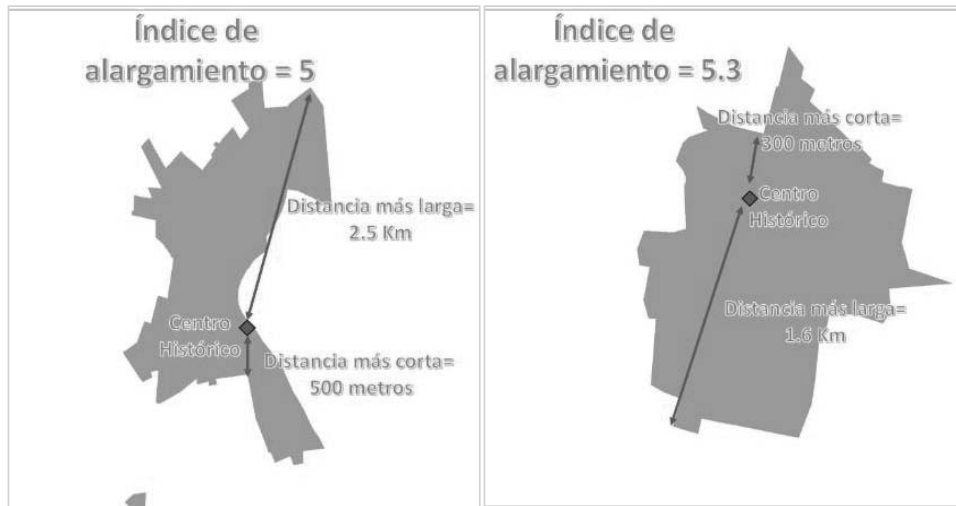 Índice de
alargamiento = 5
Distancia más larga=
2.5 Km
Centro
Histórico
Distancia más corta=
500 metros
Índice de
alargamiento = 5.3
Distancia más corta=
300 metros
Centro
Histórico
Distancia más larga=
1.6 Km